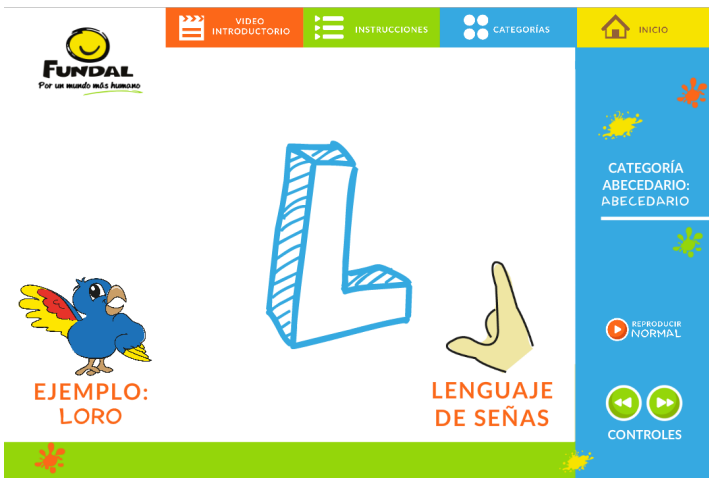 FUNDAL
Por un mundo más humano
VIDEO
INTRODUCTORIO
INSTRUCCIONES
CATEGORÍAS
INICIO
L
EJEMPLO:
LORO
LENGUAJE
DE SEÑAS
CATEGORÍA
ABECEDARIO:
ABECEDARIO
REPRODUCIR
NORMAL
CONTROLES